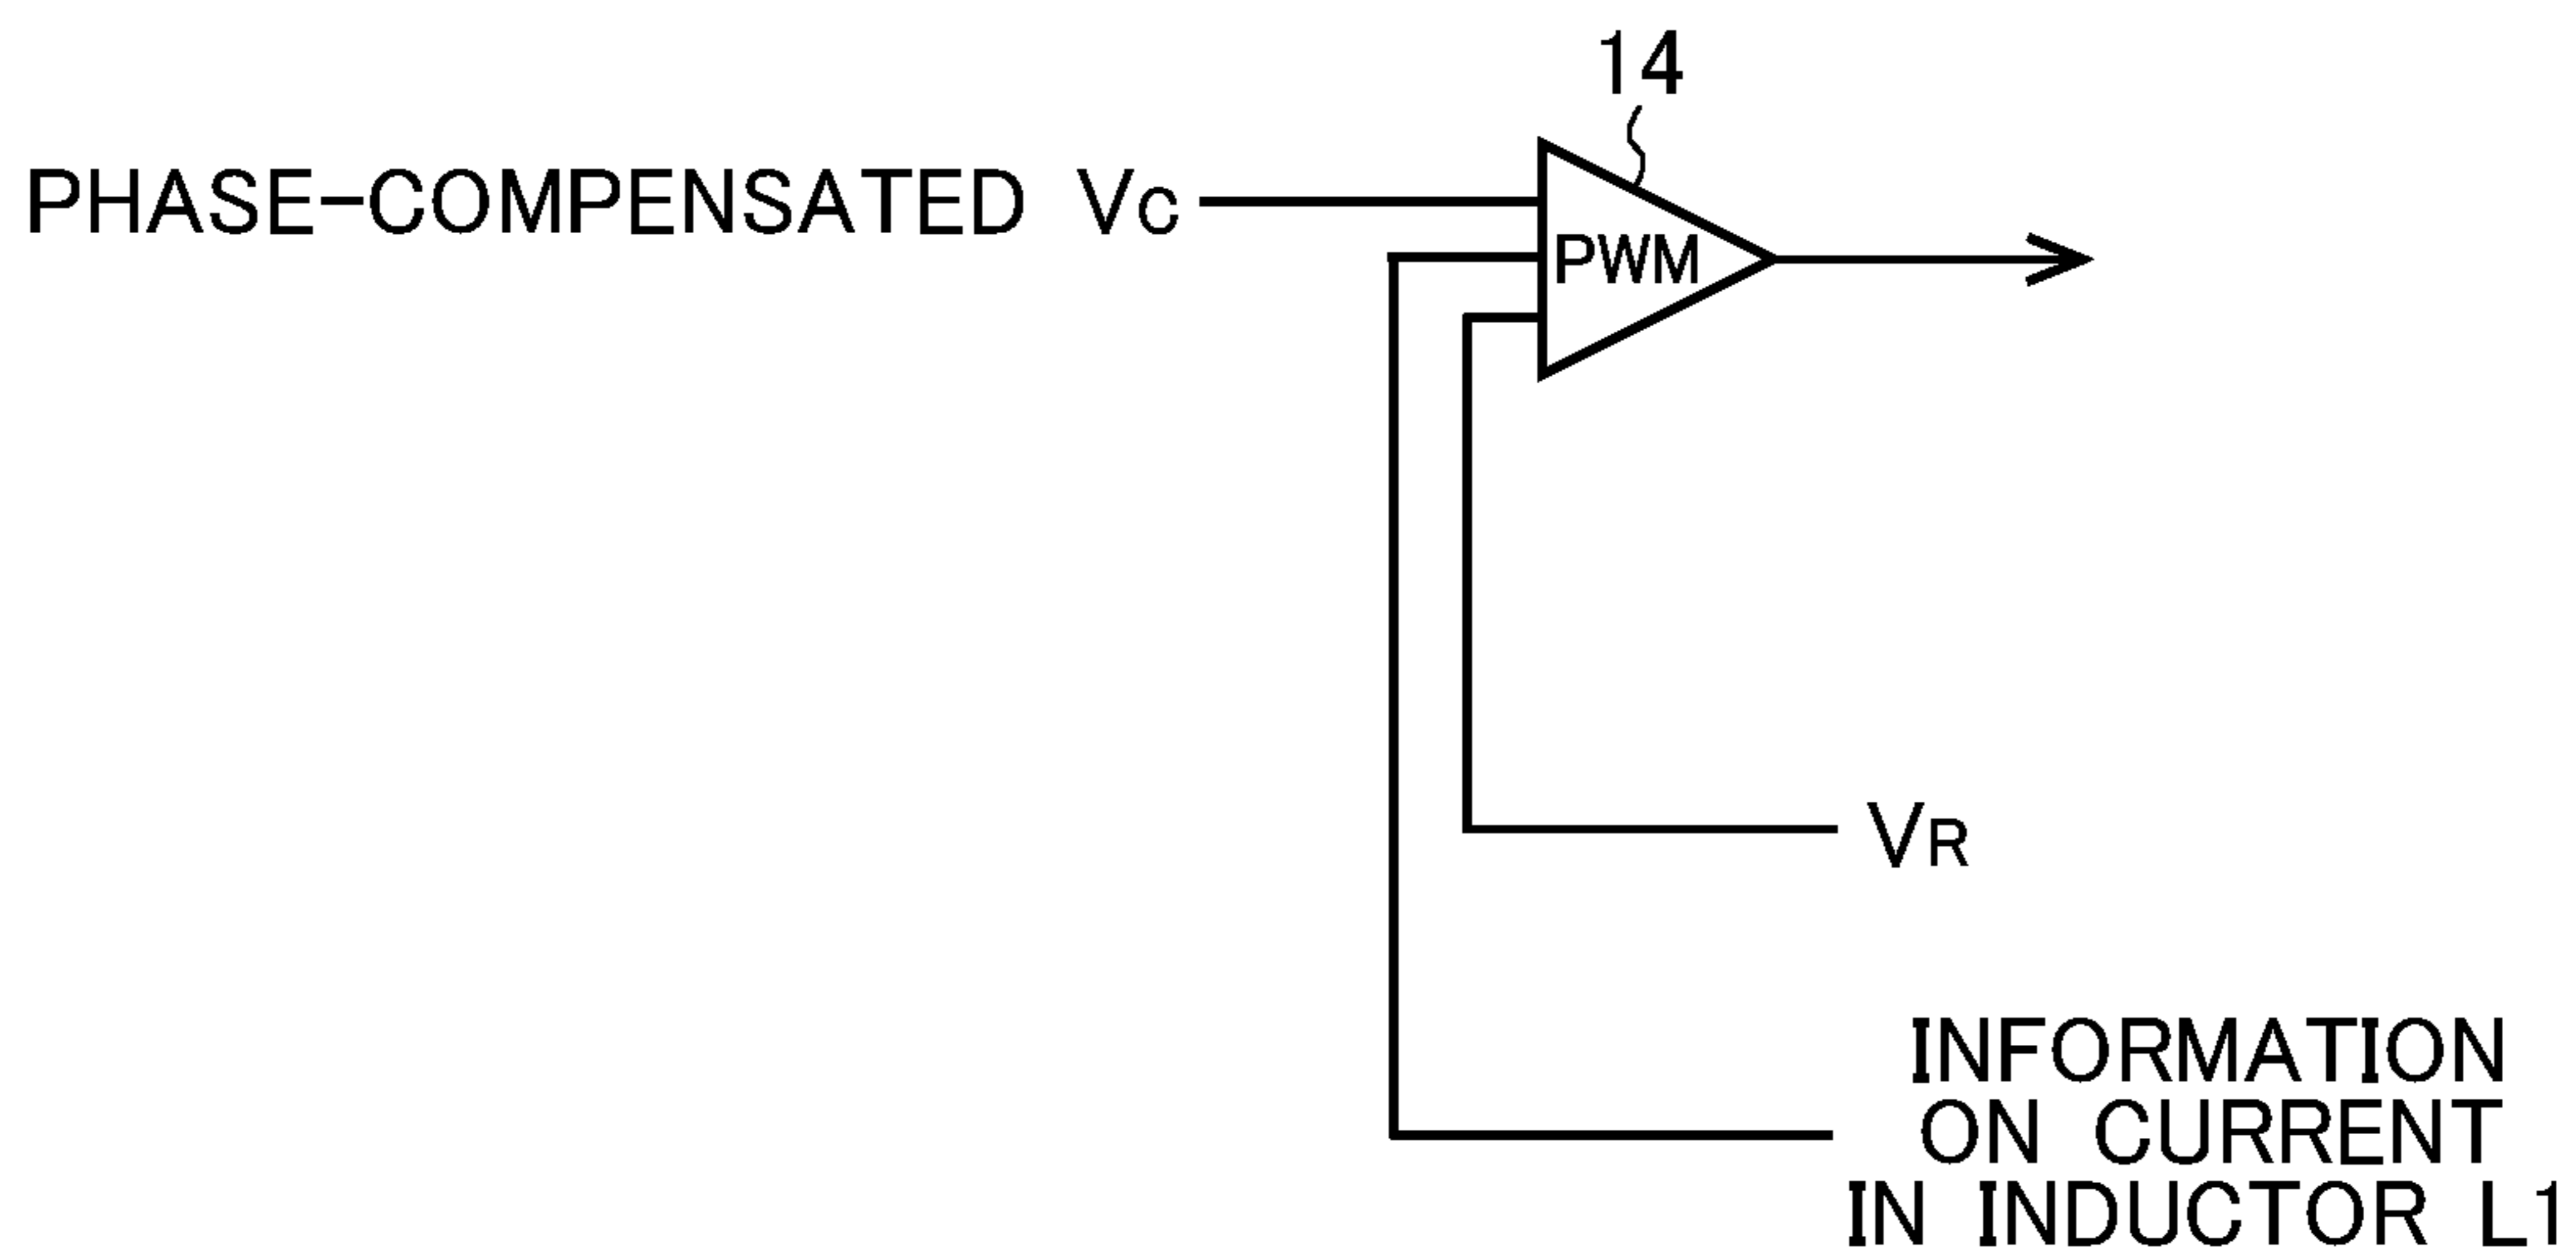 14
PHASE-COMPENSATED VC
PWM
VR
INFORMATION
ON CURRENT
IN INDUCTOR L1